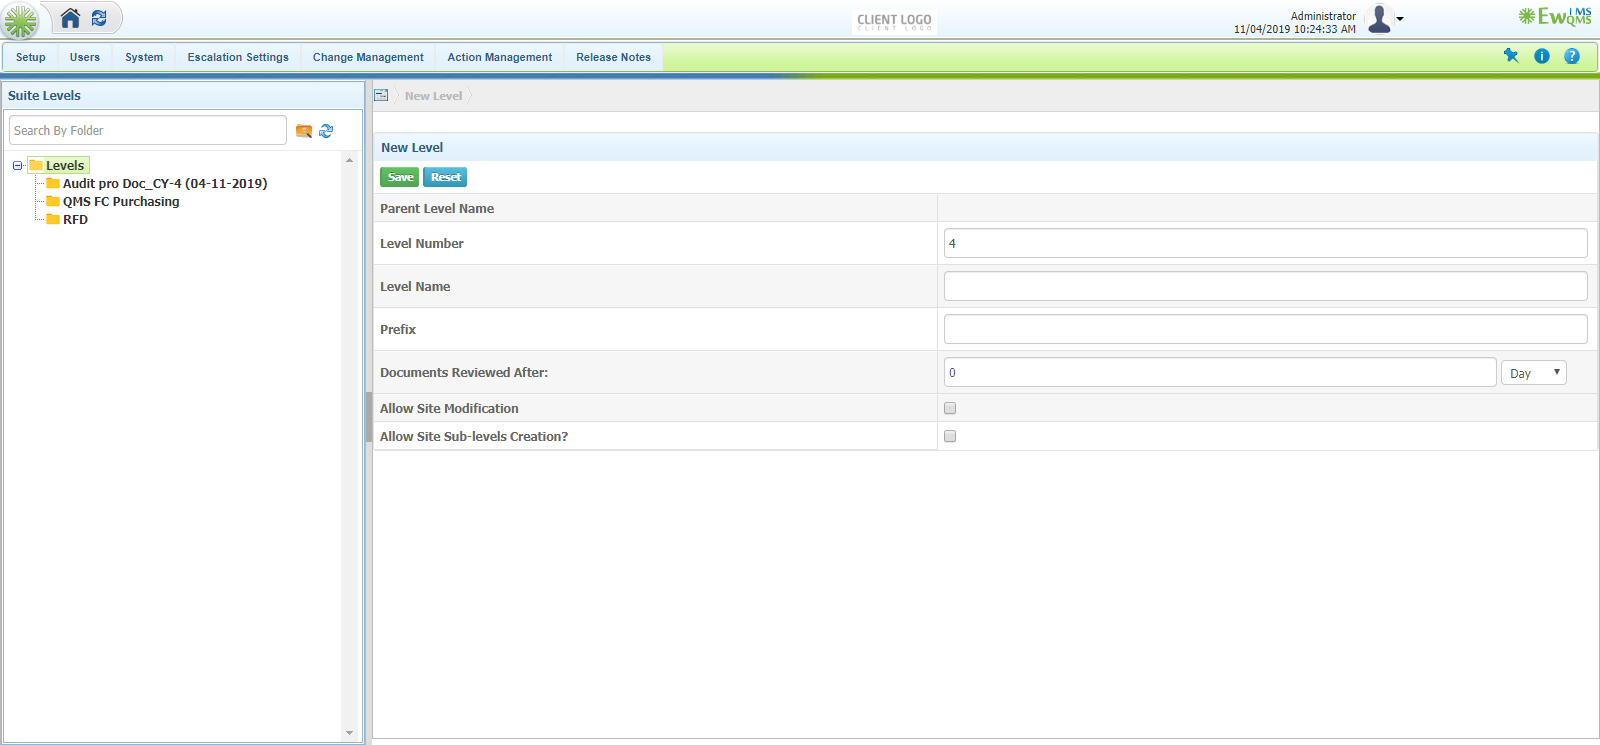 CLIENT LOGO
CLIENT LOGO
Administrator
11/04/2019 10:24:33 AM
EwQMS
Setup
Users
System
Escalation Settings
Change Management
Action Management
Release Notes
Suite Levels
Search By Folder
Levels
Audit pro Doc_CY-4 (04-11-2019)
QMS FC Purchasing
RFD
New Level
New Level
Save
Reset
Parent Level Name
Level Number
4
Level Name
Prefix
Documents Reviewed After:
0
Day
Allow Site Modification
Allow Site Sub-levels Creation?